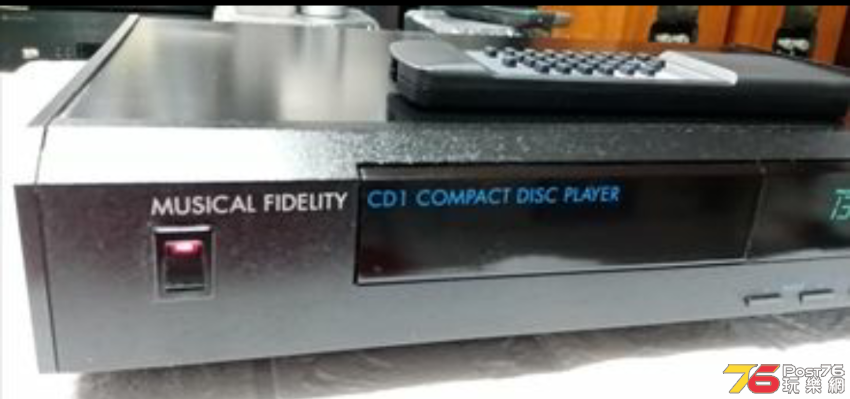 MUSICAL FIDELITY
CD1 COMPACT DISC PLAYER
76 Post76
玩樂網